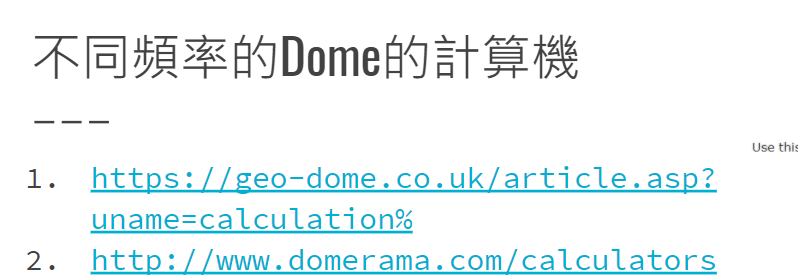 不同頻率的Dome的計算機
---
Use this
1. https://geo-dome.co.uk/article.asp?
uname=calculation%
2. http://www.domerama.com/calculators